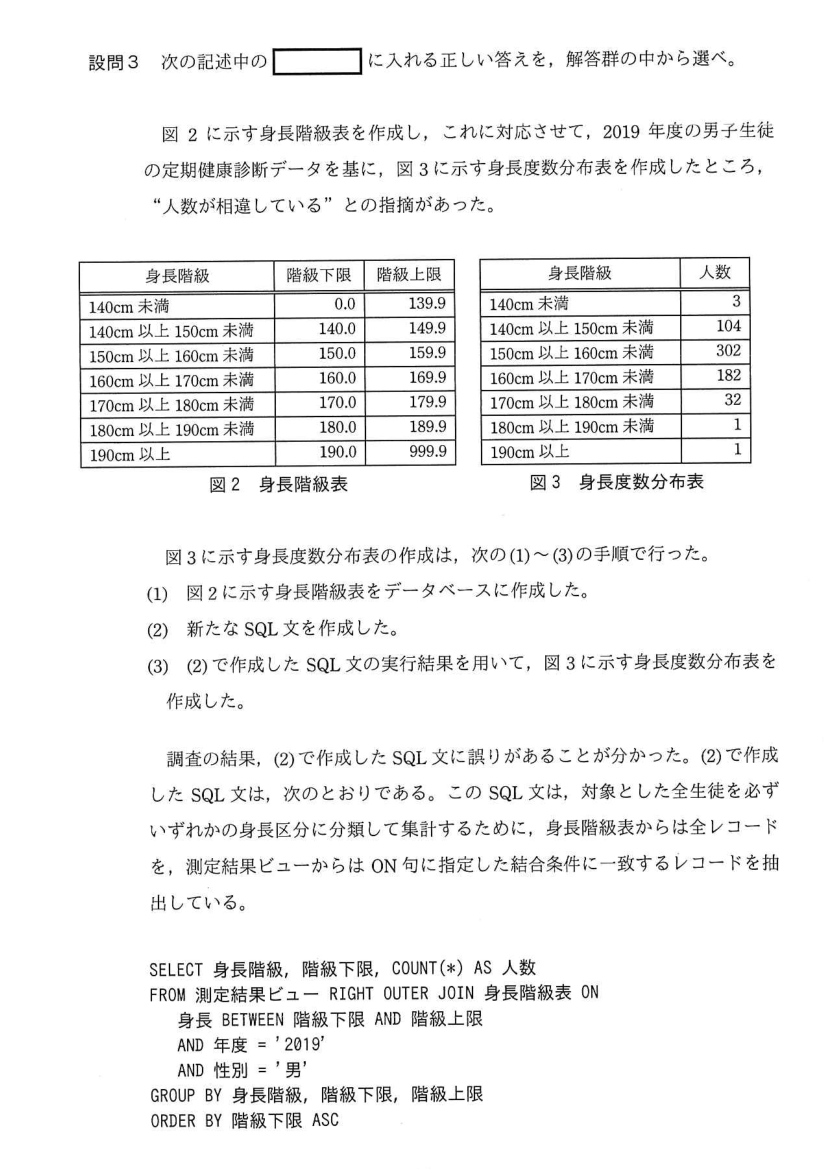 設問3 次の記述中の に入れる正しい答えを，解答群の中から選べ。
図 2 に示す身長階級表を作成し，これに対応させて，2019 年度の男子生徒
の定期健康診断データを基に，図 3 に示す身長度数分布表を作成したところ，
“人数が相違している” との指摘があった。
身長階級 階級下限 階級上限
140cm 未満 0.0 139.9
140cm 以上 150cm 未満 140.0 149.9
150cm 以上 160cm 未満 150.0 159.9
160cm 以上 170cm 未満 160.0 169.9
170cm 以上 180cm 未満 170.0 179.9
180cm 以上 190cm 未満 180.0 189.9
190cm 以上 190.0 999.9
図2 身長階級表
身長階級 人数
140cm 未満 3
140cm 以上 150cm 未満 104
150cm 以上 160cm 未満 302
160cm 以上 170cm 未満 182
170cm 以上 180cm 未満 32
180cm 以上 190cm 未満 1
190cm 以上 1
図3 身長度数分布表
図 3 に示す身長度数分布表の作成は，次の (1)～(3) の手順で行った。
(1) 図 2 に示す身長階級表をデータベースに作成した。
(2) 新たな SQL 文を作成した。
(3) (2) で作成した SQL 文の実行結果を用いて，図 3 に示す身長度数分布表を
作成した。
調査の結果，(2) で作成した SQL 文に誤りがあることが分かった。(2) で作成
した SQL 文は，次のとおりである。この SQL 文は，対象とした全生徒を必ず
いずれかの身長区分に分類して集計するために，身長階級表からは全レコード
を，測定結果ビューからは ON 句に指定した結合条件に一致するレコードを抽
出している。
SELECT 身長階級, 階級下限, COUNT(*) AS 人数
FROM 測定結果ビュー RIGHT OUTER JOIN 身長階級表 ON
身長 BETWEEN 階級下限 AND 階級上限
AND 年度 = '2019'
AND 性別 = '男'
GROUP BY 身長階級, 階級下限, 階級上限
ORDER BY 階級下限 ASC